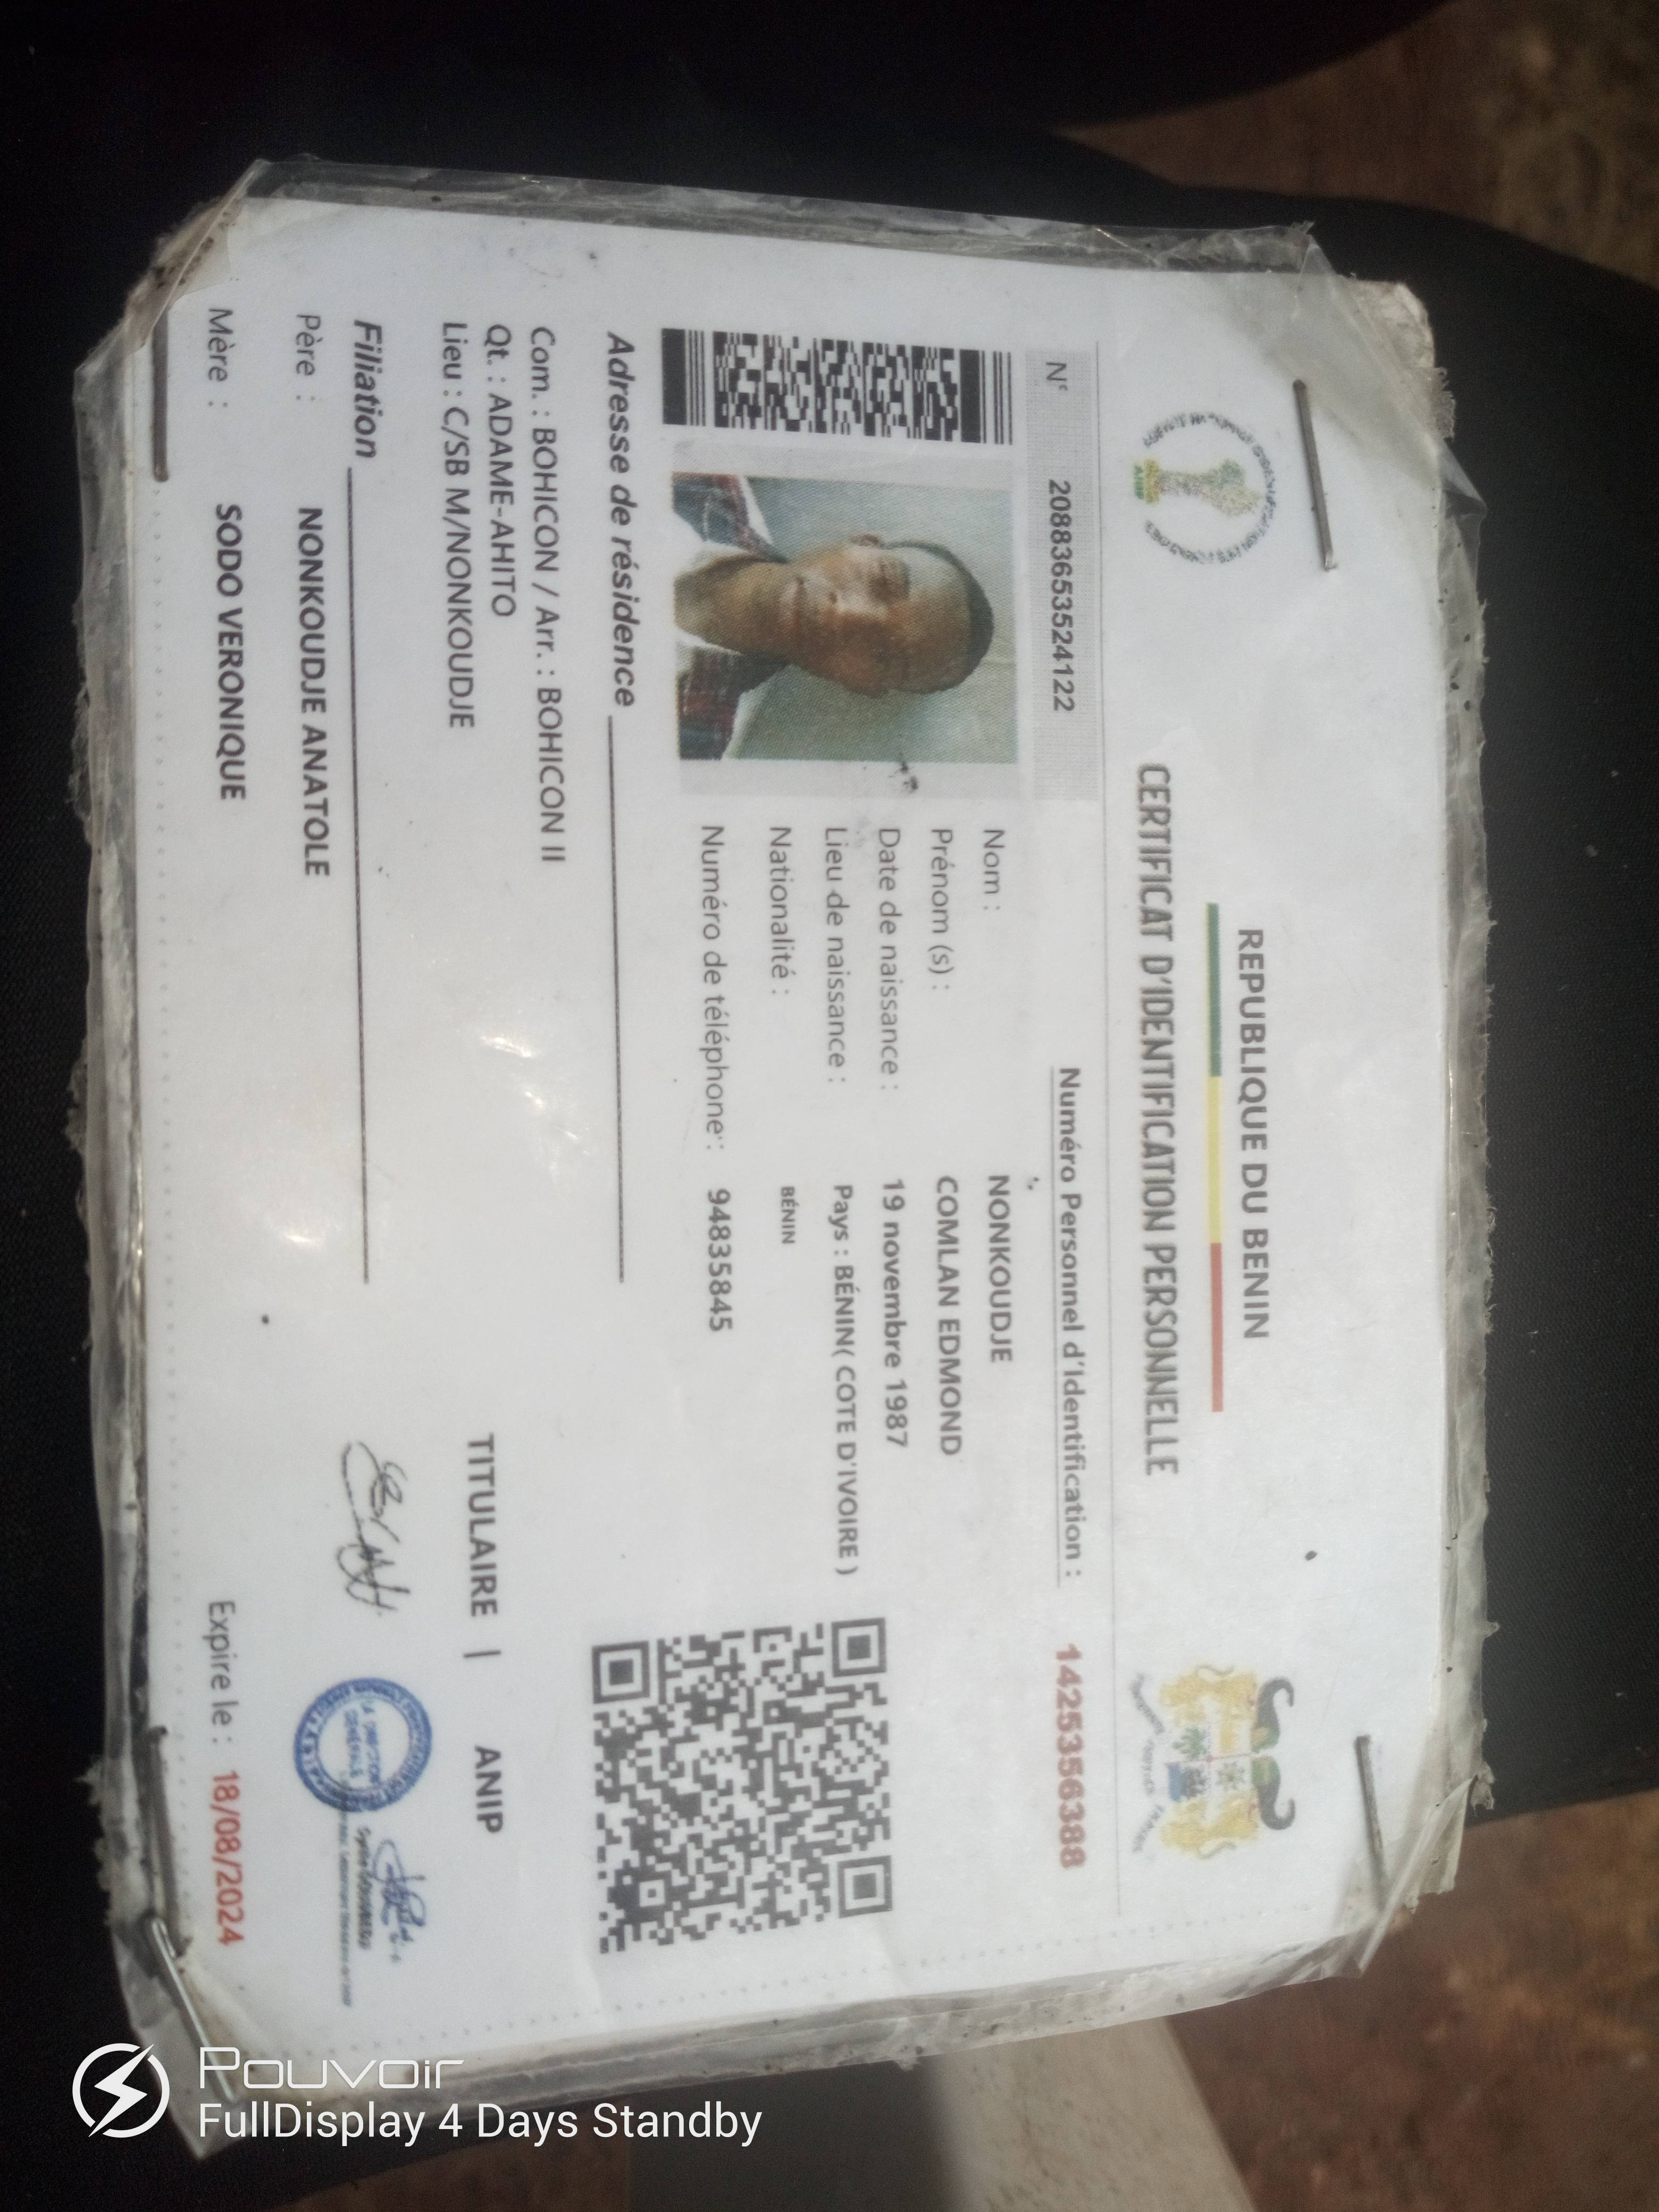 REPUBLIQUE DU BENIN
CERTIFICAT D'IDENTIFICATION PERSONNELLE
N° 20883653524122
Numéro Personnel d'Identification : 1425356388
Nom : NONKOUDJE
Prénom (s) : COMLAN EDMOND
Date de naissance : 19 novembre 1987
Lieu de naissance : Pays : BÉNIN( COTE D'IVOIRE )
Nationalité : BÉNIN
Numéro de téléphone: 94835845
Adresse de résidence
Com. : BOHICON / Arr. : BOHICON II
Qt. : ADAME-AHITO
Lieu : C/SB M/NONKOUDJE
TITULAIRE | ANIP
Filiation
Père : NONKOUDJE ANATOLE
Mère : SODO VERONIQUE
Expire le : 18/08/2024
Pouvoir
FullDisplay 4 Days Standby